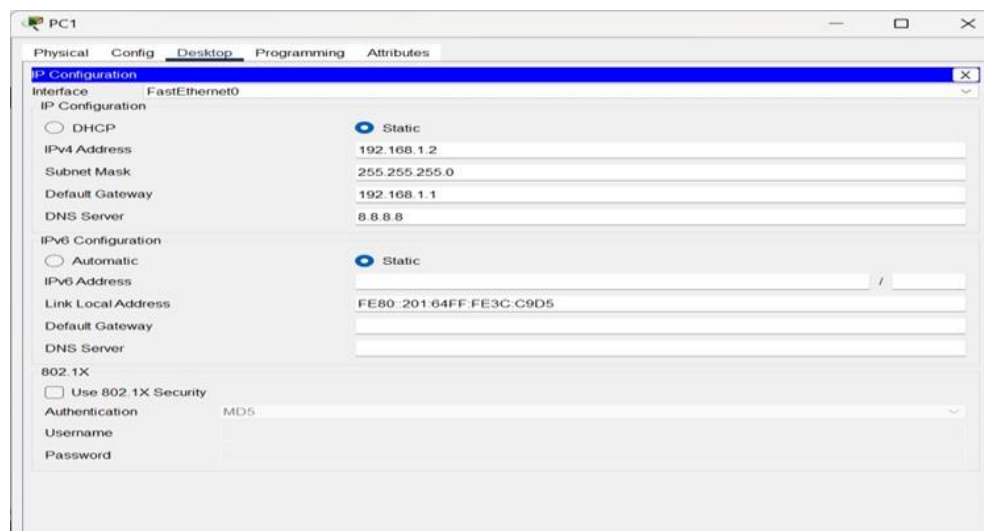 PC1
Physical Config Desktop Programming Attributes
IP Configuration X
Interface FastEthernet0
IP Configuration
DHCP Static
IPv4 Address 192.168.1.2
Subnet Mask 255.255.255.0
Default Gateway 192.168.1.1
DNS Server 8.8.8.8
IPv6 Configuration
Automatic Static
IPv6 Address /
Link Local Address FE80::201:64FF:FE3C:C9D5
Default Gateway
DNS Server
802.1X
Use 802.1X Security
Authentication MD5
Username
Password